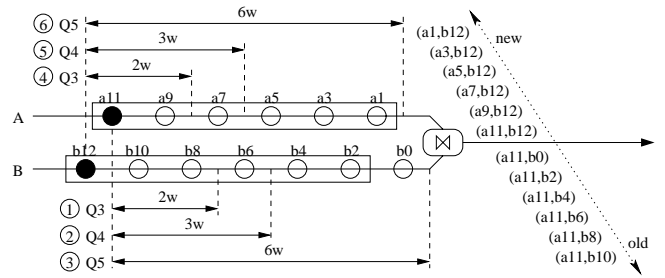 ⑥ Q5 6w
⑤ Q4 3w
④ Q3 2w
a11 a9 a7 a5 a3 a1
A
b12 b10 b8 b6 b4 b2 b0
B
① Q3 2w
② Q4 3w
③ Q5 6w
(a1,b12)
new
(a3,b12)
(a5,b12)
(a7,b12)
(a9,b12)
(a11,b12)
⋈
(a11,b0)
(a11,b2)
(a11,b4)
(a11,b6)
(a11,b8)
old
(a11,b10)